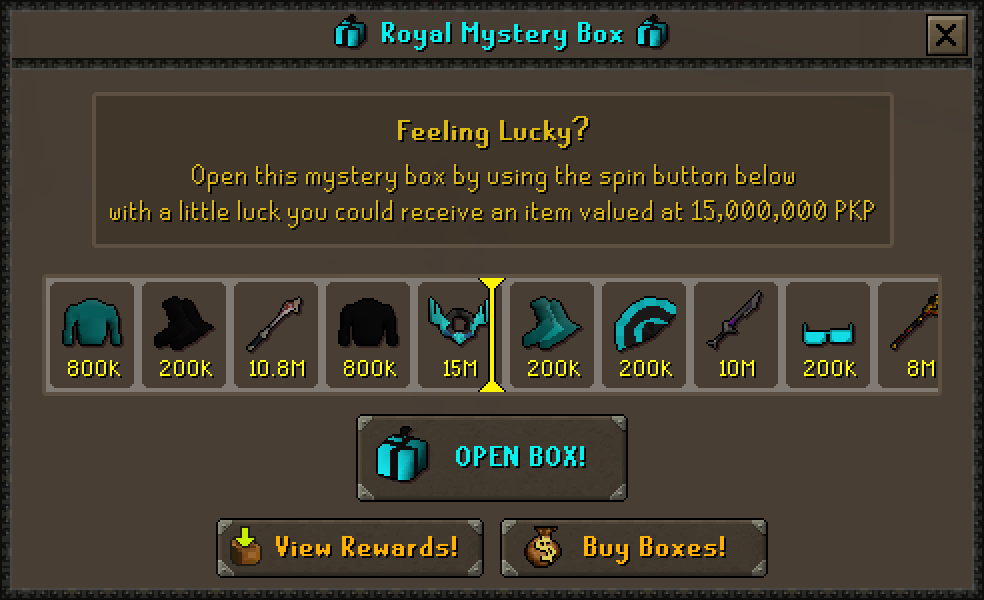 Royal Mystery Box
Feeling Lucky?
Open this mystery box by using the spin button below
with a little luck you could receive an item valued at 15,000,000 PKP
800K 200K 10.8M 800K 15M 200K 200K 10M 200K 8M
OPEN BOX!
View Rewards!
Buy Boxes!